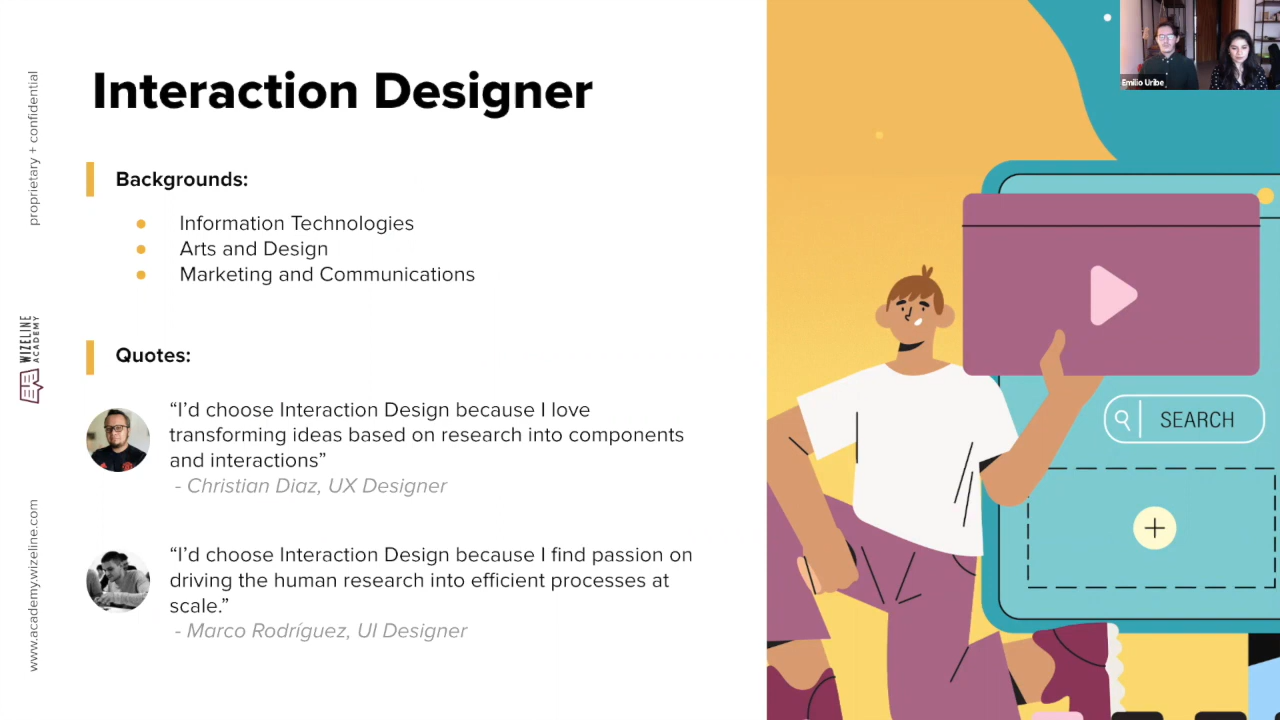 Interaction Designer
Backgrounds:
● Information Technologies
● Arts and Design
● Marketing and Communications
Quotes:
“I’d choose Interaction Design because I love
transforming ideas based on research into components
and interactions”
- Christian Diaz, UX Designer
“I’d choose Interaction Design because I find passion on
driving the human research into efficient processes at
scale.”
- Marco Rodríguez, UI Designer
proprietary + confidential
WIZELINE
ACADEMY
www.academy.wizeline.com
Emilio Uribe
SEARCH